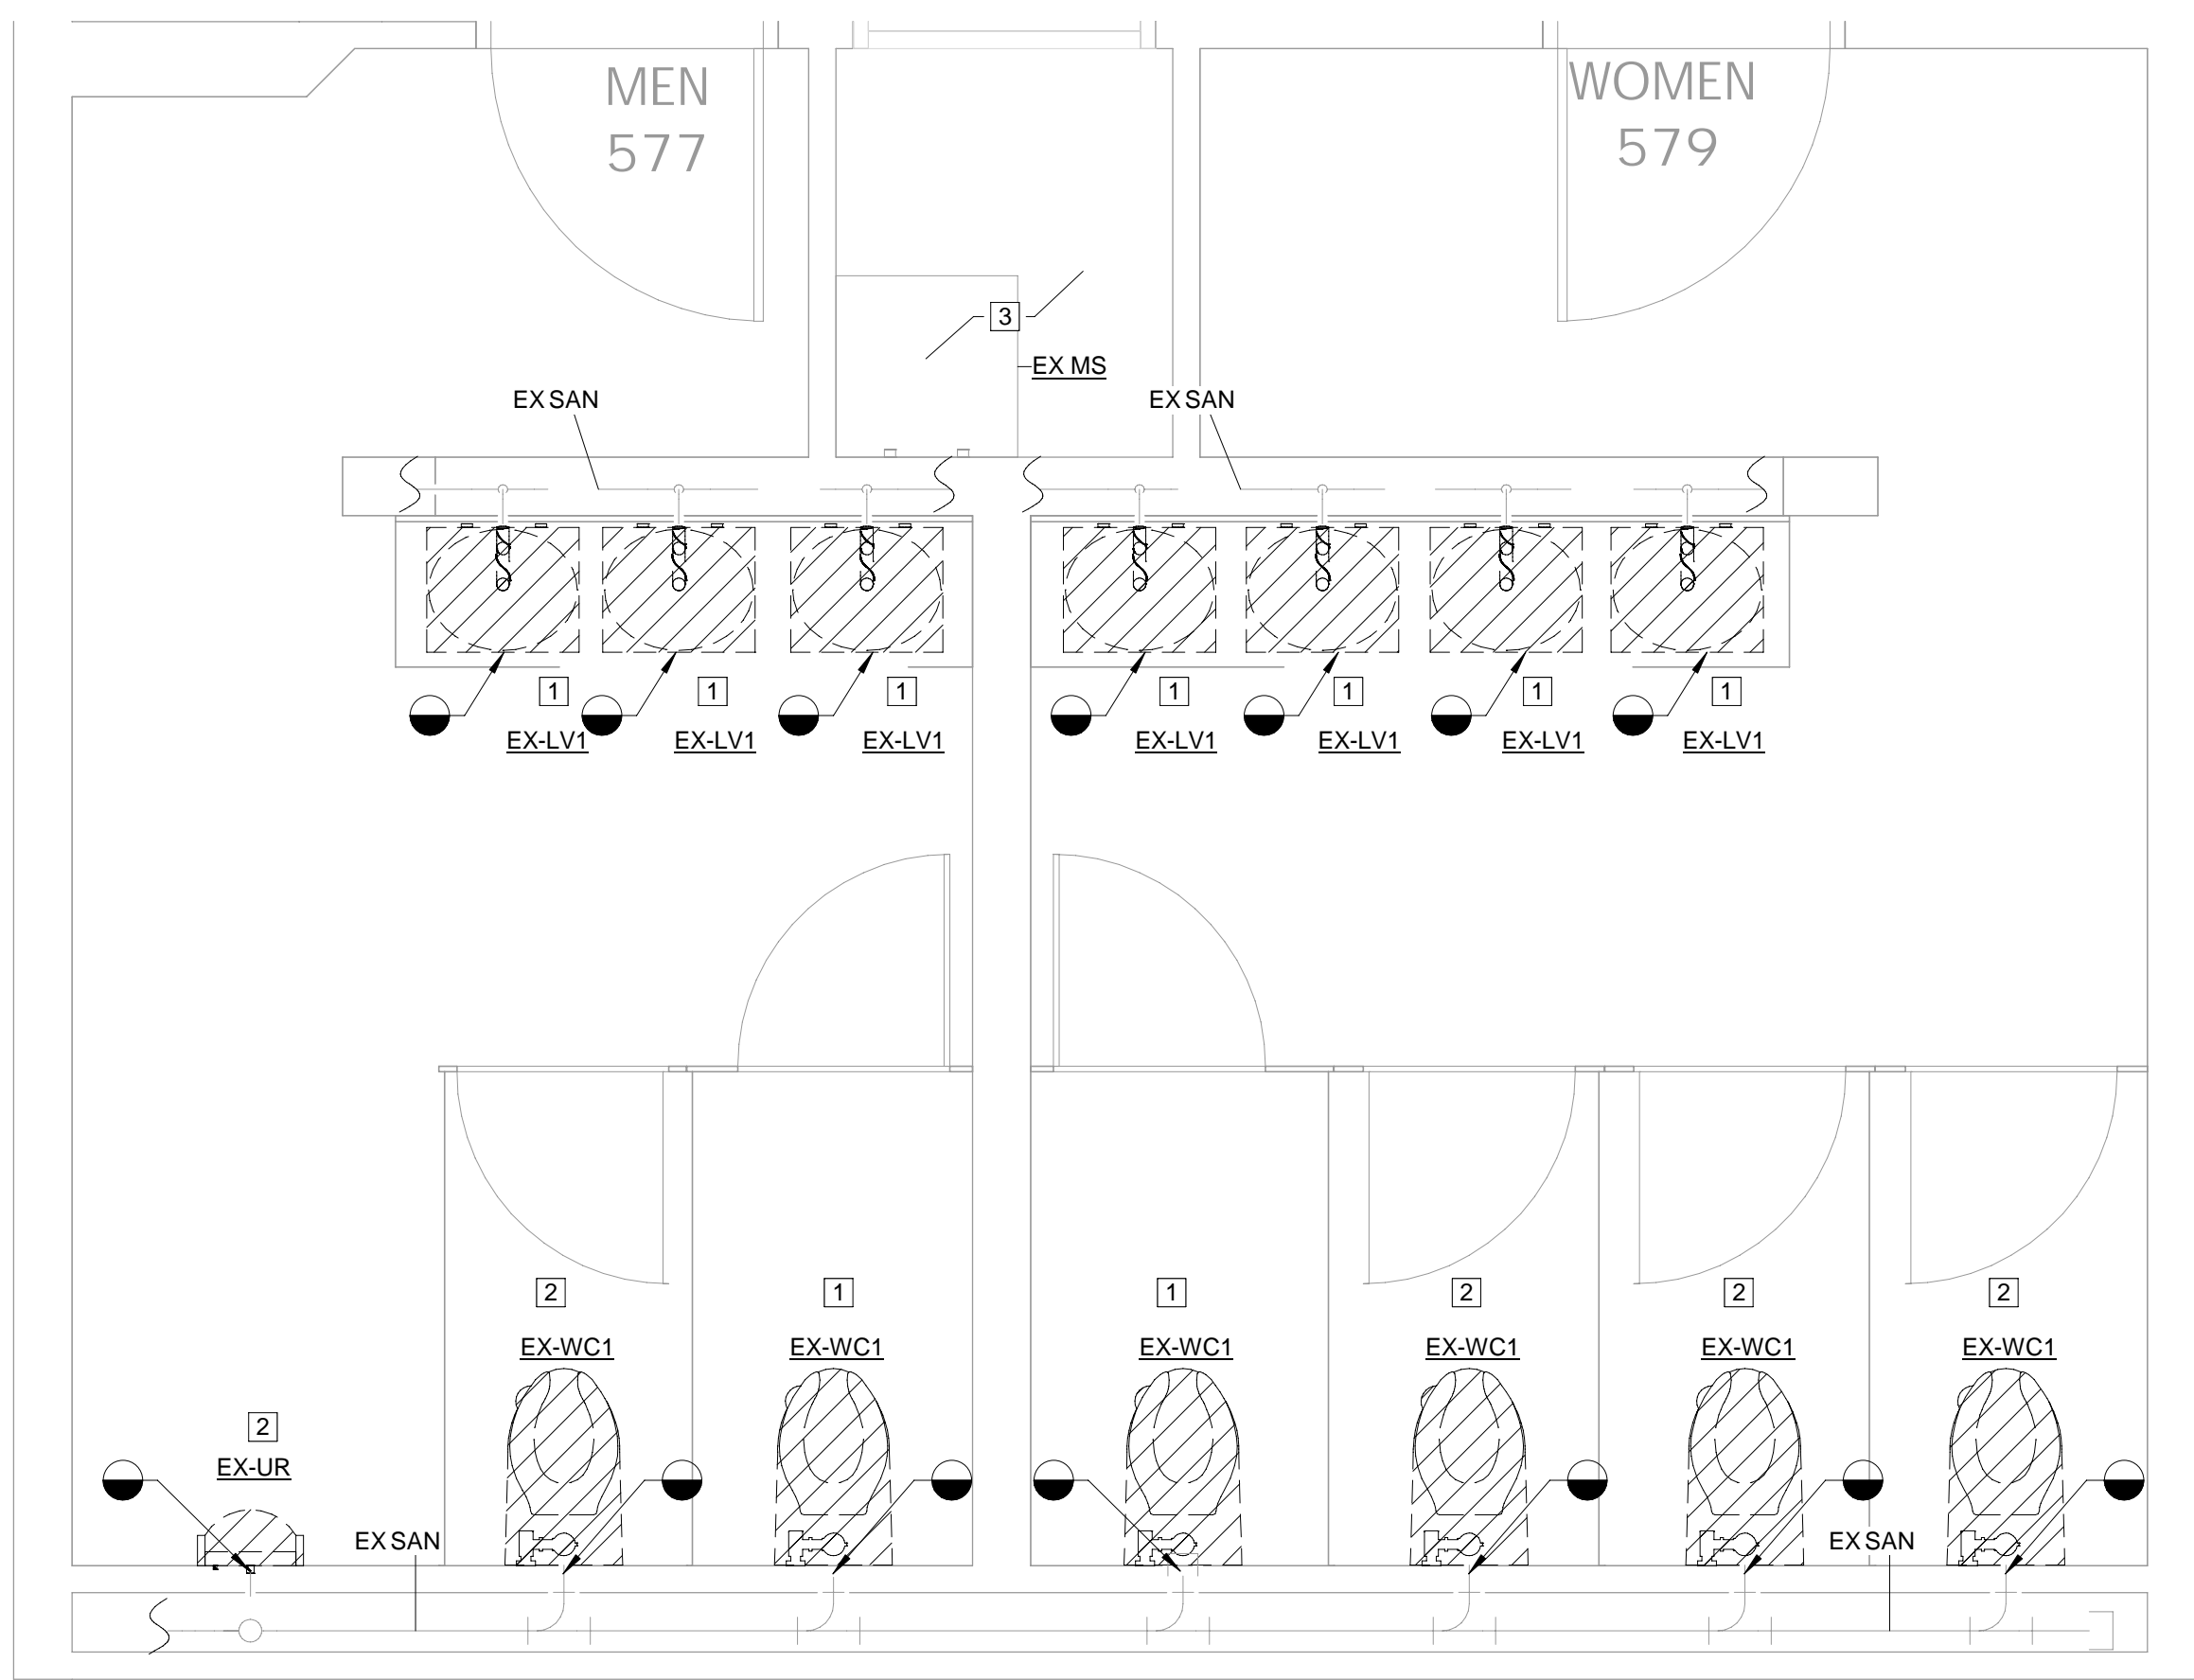 MEN
577
WOMEN
579
3
EX MS
EX SAN
EX SAN
1
1
1
1
1
1
1
EX-LV1
EX-LV1
EX-LV1
EX-LV1
EX-LV1
EX-LV1
EX-LV1
2
1
1
2
2
2
EX-WC1
EX-WC1
EX-WC1
EX-WC1
EX-WC1
EX-WC1
2
EX-UR
EX SAN
EX SAN